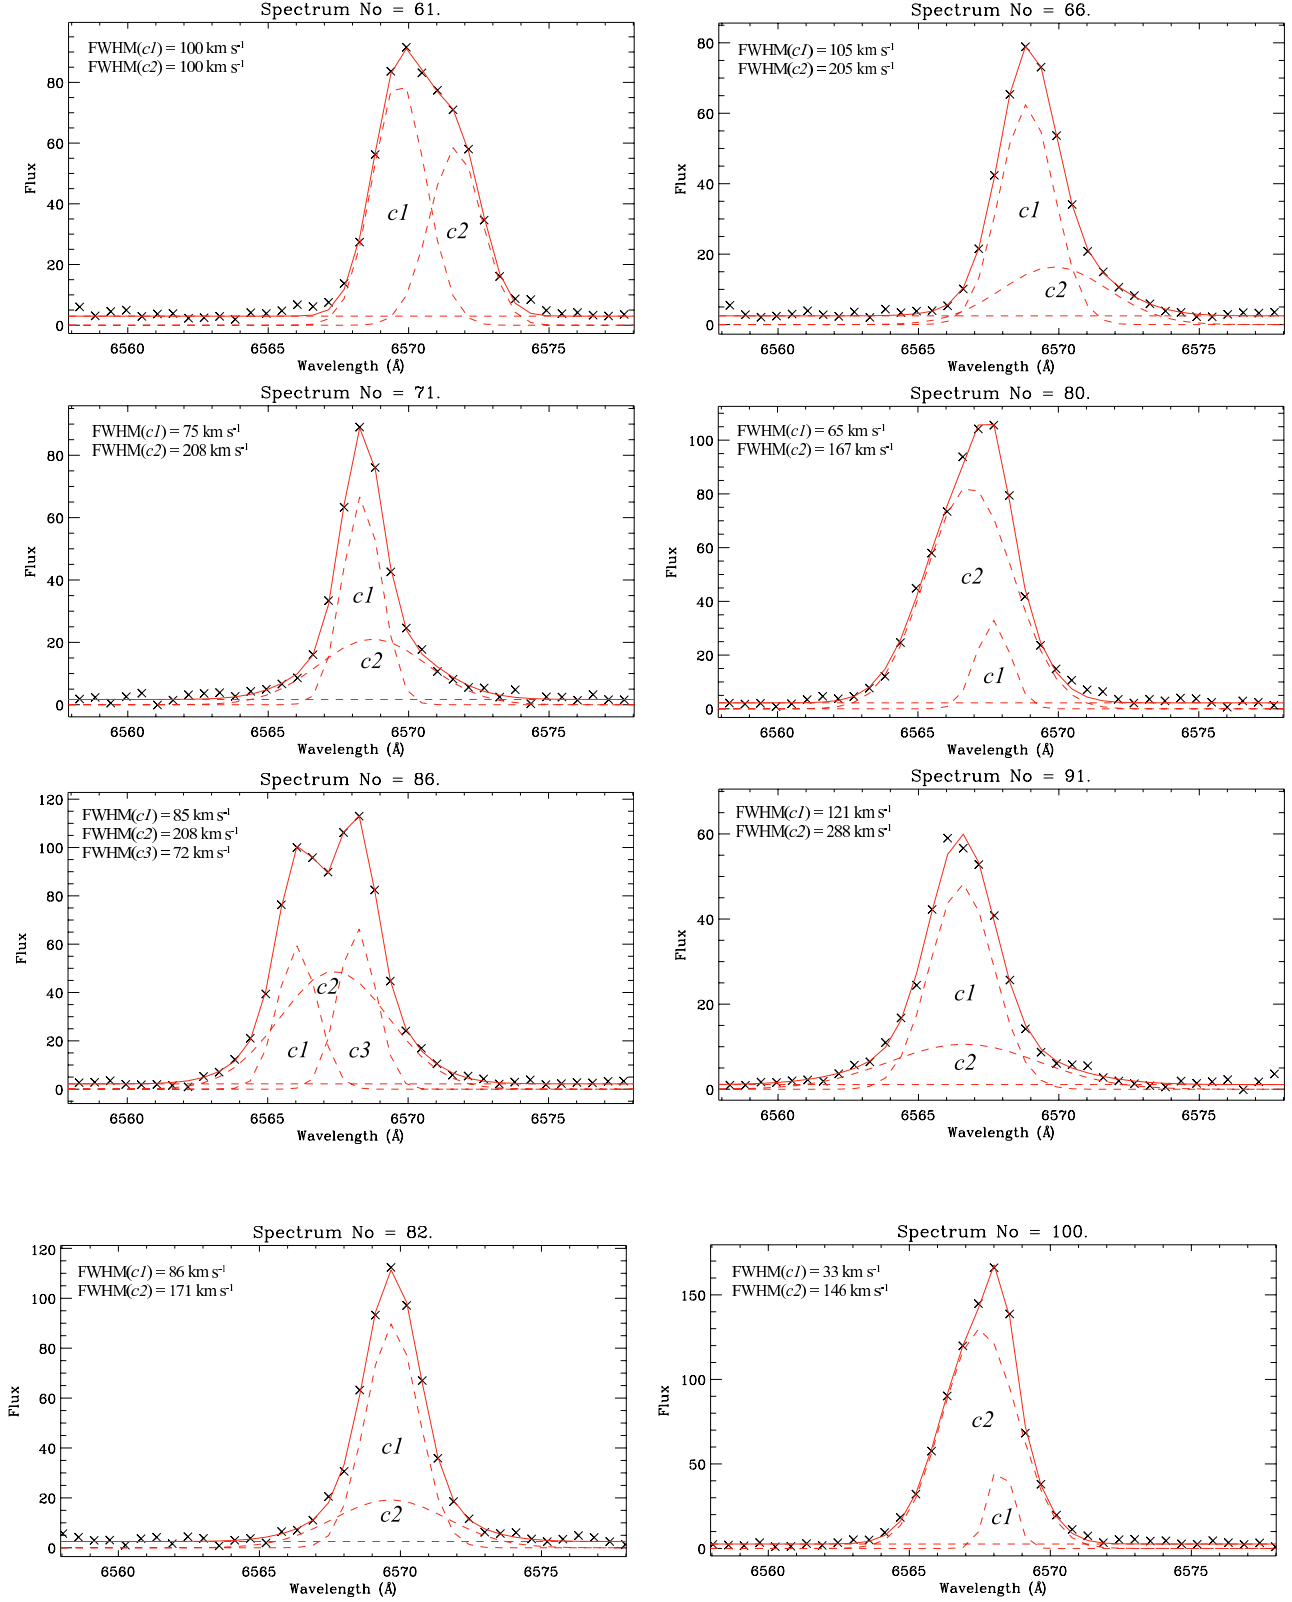 Spectrum No = 61.
FWHM(c1) = 100 km s-1
FWHM(c2) = 100 km s-1
80
60
40
20
0
Flux
c1
c2
6560 6565 6570 6575
Wavelength (Å)
Spectrum No = 66.
FWHM(c1) = 105 km s-1
FWHM(c2) = 205 km s-1
80
60
40
20
0
Flux
c1
c2
6560 6565 6570 6575
Wavelength (Å)
Spectrum No = 71.
FWHM(c1) = 75 km s-1
FWHM(c2) = 208 km s-1
80
60
40
20
0
Flux
c1
c2
6560 6565 6570 6575
Wavelength (Å)
Spectrum No = 80.
FWHM(c1) = 65 km s-1
FWHM(c2) = 167 km s-1
100
80
60
40
20
0
Flux
c2
c1
6560 6565 6570 6575
Wavelength (Å)
Spectrum No = 86.
FWHM(c1) = 85 km s-1
FWHM(c2) = 208 km s-1
FWHM(c3) = 72 km s-1
120
100
80
60
40
20
0
Flux
c2
c1 c3
6560 6565 6570 6575
Wavelength (Å)
Spectrum No = 91.
FWHM(c1) = 121 km s-1
FWHM(c2) = 288 km s-1
60
40
20
0
Flux
c1
c2
6560 6565 6570 6575
Wavelength (Å)
Spectrum No = 82.
FWHM(c1) = 86 km s-1
FWHM(c2) = 171 km s-1
120
100
80
60
40
20
0
Flux
c1
c2
6560 6565 6570 6575
Wavelength (Å)
Spectrum No = 100.
FWHM(c1) = 33 km s-1
FWHM(c2) = 146 km s-1
150
100
50
0
Flux
c2
c1
6560 6565 6570 6575
Wavelength (Å)